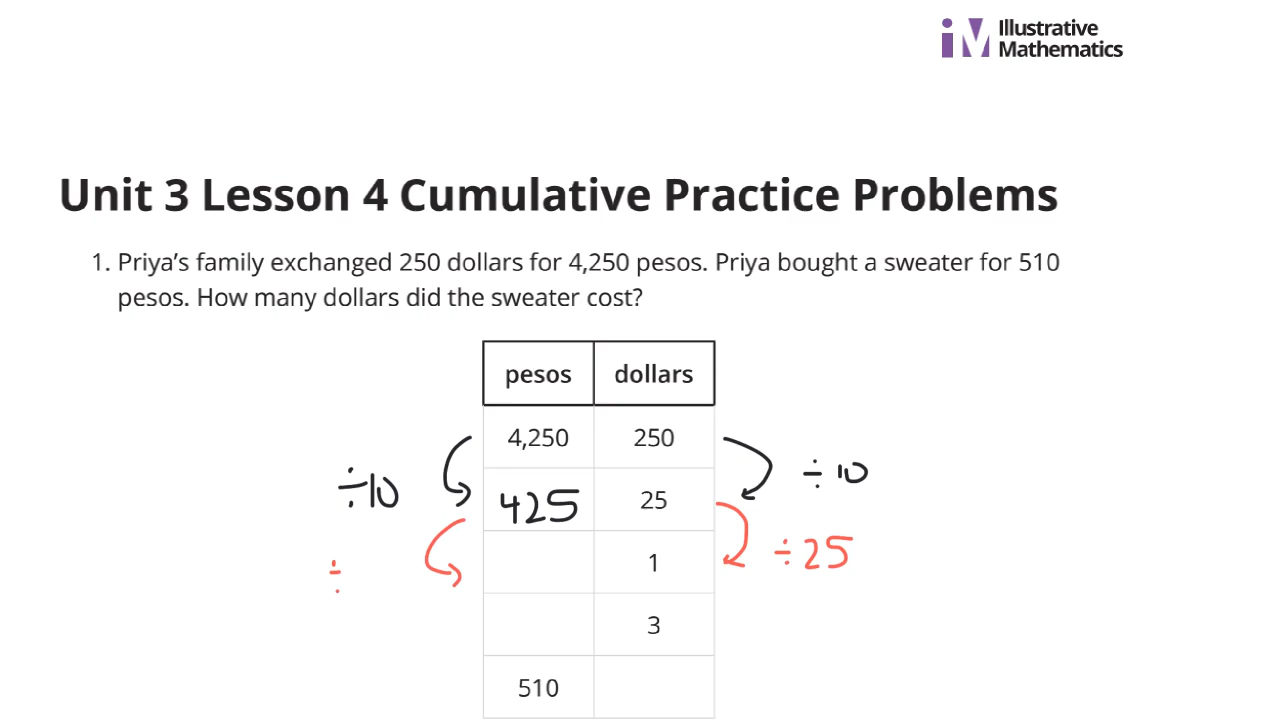 Illustrative
Mathematics
Unit 3 Lesson 4 Cumulative Practice Problems
1. Priya's family exchanged 250 dollars for 4,250 pesos. Priya bought a sweater for 510
pesos. How many dollars did the sweater cost?
pesos dollars
4,250 250
÷10 ÷10
425 25
÷ 1 ÷25
3
510